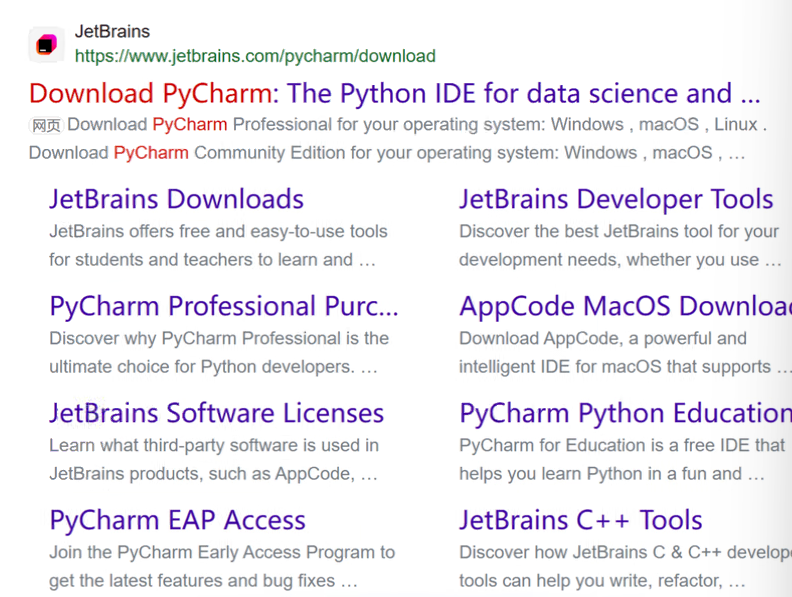 JetBrains
https://www.jetbrains.com/pycharm/download
Download PyCharm: The Python IDE for data science and ...
网页 Download PyCharm Professional for your operating system: Windows , macOS , Linux .
Download PyCharm Community Edition for your operating system: Windows , macOS , …
JetBrains Downloads
JetBrains offers free and easy-to-use tools
for students and teachers to learn and …
JetBrains Developer Tools
Discover the best JetBrains tool for your
development needs, whether you use …
PyCharm Professional Purc...
Discover why PyCharm Professional is the
ultimate choice for Python developers. …
AppCode MacOS Download
Download AppCode, a powerful and
intelligent IDE for macOS that supports …
JetBrains Software Licenses
Learn what third-party software is used in
JetBrains products, such as AppCode, …
PyCharm Python Education
PyCharm for Education is a free IDE that
helps you learn Python in a fun and …
PyCharm EAP Access
Join the PyCharm Early Access Program to
get the latest features and bug fixes …
JetBrains C++ Tools
Discover how JetBrains C & C++ develope
tools can help you write, refactor, …